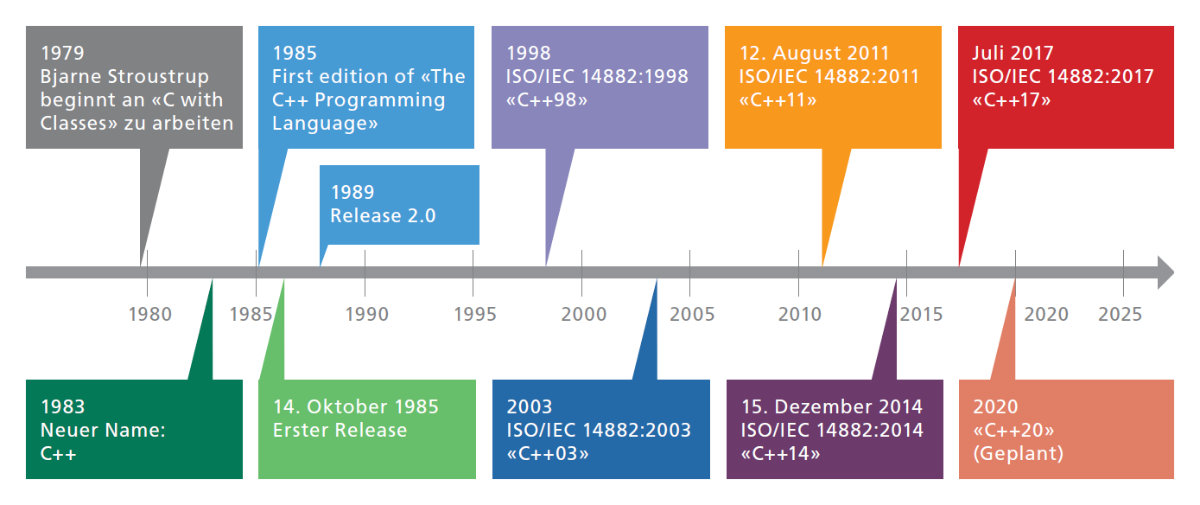 1979
Bjarne Stroustrup
beginnt an «C with
Classes» zu arbeiten
1985
First edition of «The
C++ Programming
Language»
1998
ISO/IEC 14882:1998
«C++98»
12. August 2011
ISO/IEC 14882:2011
«C++11»
Juli 2017
ISO/IEC 14882:2017
«C++17»
1989
Release 2.0
1980
1985
1990
1995
2000
2005
2010
2015
2020
2025
1983
Neuer Name:
C++
14. Oktober 1985
Erster Release
2003
ISO/IEC 14882:2003
«C++03»
15. Dezember 2014
ISO/IEC 14882:2014
«C++14»
2020
«C++20»
(Geplant)